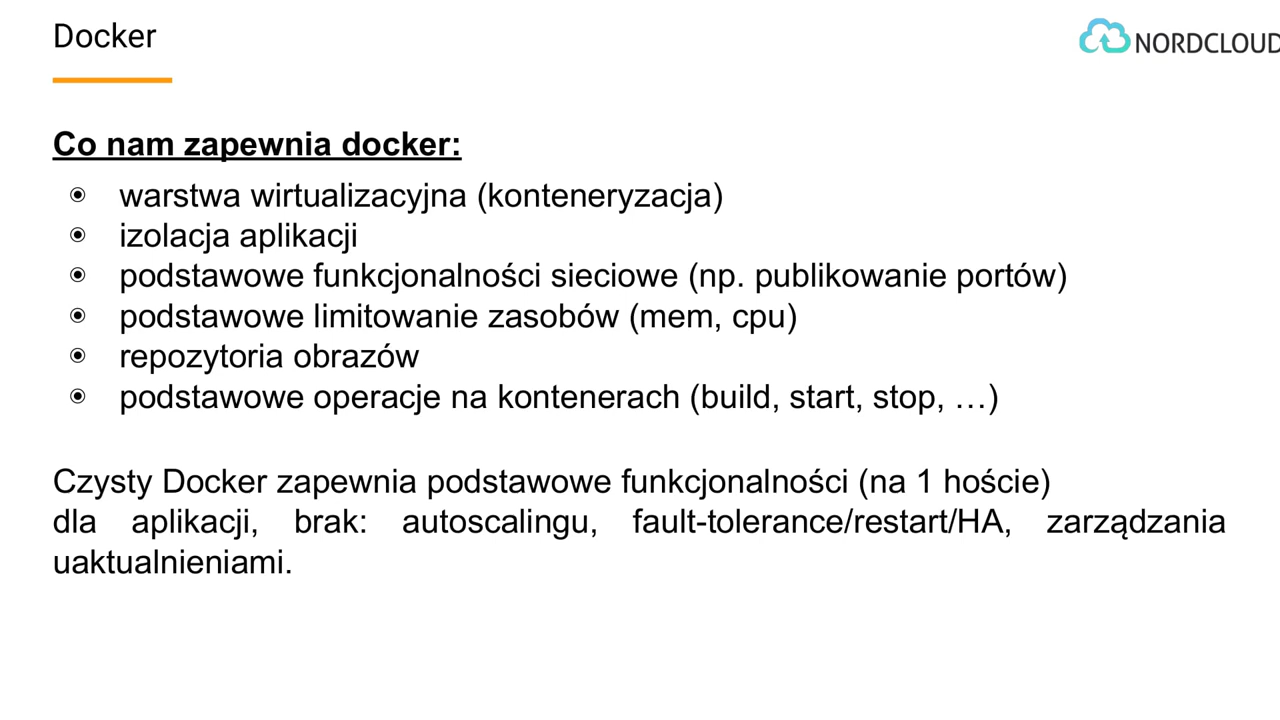 Docker
NORDCLOUD
Co nam zapewnia docker:
warstwa wirtualizacyjna (konteneryzacja)
izolacja aplikacji
podstawowe funkcjonalności sieciowe (np. publikowanie portów)
podstawowe limitowanie zasobów (mem, cpu)
repozytoria obrazów
podstawowe operacje na kontenerach (build, start, stop, …)
Czysty Docker zapewnia podstawowe funkcjonalności (na 1 hoście)
dla aplikacji, brak: autoscalingu, fault-tolerance/restart/HA, zarządzania
uaktualnieniami.